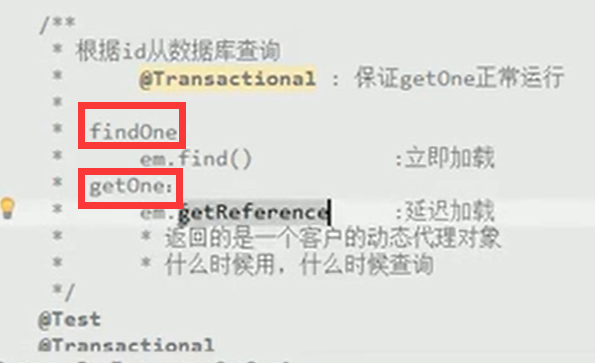 /**
* 根据id从数据库查询
* @Transactional : 保证getOne正常运行
*
* findOne
* em.find() :立即加载
* getOne:
* em.getReference :延迟加载
* * 返回的是一个客户的动态代理对象
* * 什么时候用，什么时候查询
*/
@Test
@Transactional